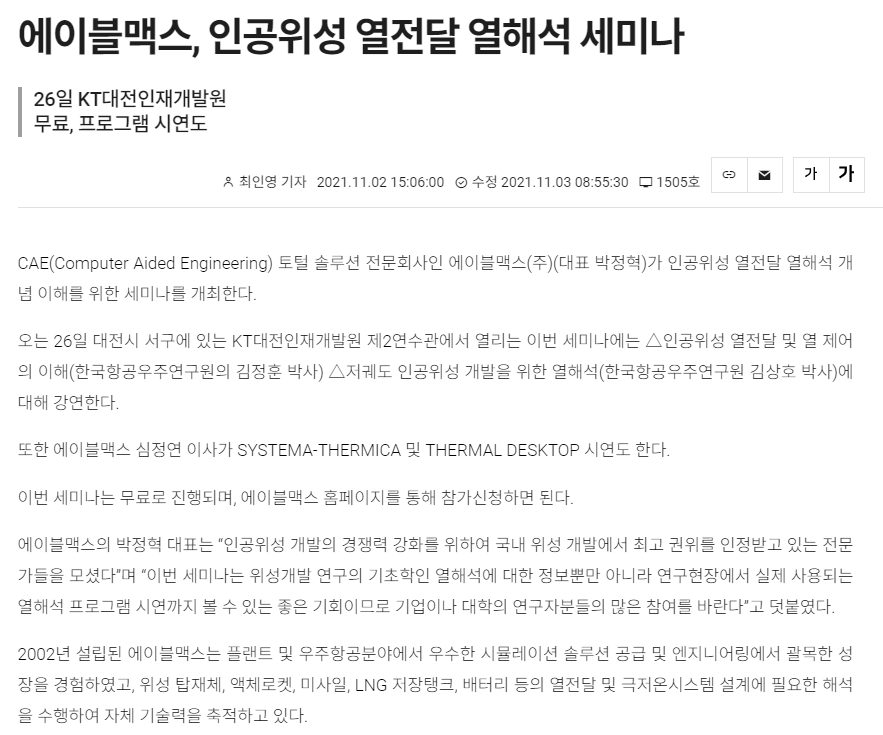 에이블맥스, 인공위성 열전달 열해석 세미나
26일 KT대전인재개발원
무료, 프로그램 시연도
최인영 기자 2021.11.02 15:06:00 수정 2021.11.03 08:55:30 1505호 가 가
CAE(Computer Aided Engineering) 토털 솔루션 전문회사인 에이블맥스(주)(대표 박정혁)가 인공위성 열전달 열해석 개
념 이해를 위한 세미나를 개최한다.
오는 26일 대전시 서구에 있는 KT대전인재개발원 제2연수관에서 열리는 이번 세미나에는 △인공위성 열전달 및 열 제어
의 이해(한국항공우주연구원의 김정훈 박사) △저궤도 인공위성 개발을 위한 열해석(한국항공우주연구원 김상호 박사)에
대해 강연한다.
또한 에이블맥스 심정연 이사가 SYSTEMA-THERMICA 및 THERMAL DESKTOP 시연도 한다.
이번 세미나는 무료로 진행되며, 에이블맥스 홈페이지를 통해 참가신청하면 된다.
에이블맥스의 박정혁 대표는 “인공위성 개발의 경쟁력 강화를 위하여 국내 위성 개발에서 최고 권위를 인정받고 있는 전문
가들을 모셨다”며 “이번 세미나는 위성개발 연구의 기초학인 열해석에 대한 정보뿐만 아니라 연구현장에서 실제 사용되는
열해석 프로그램 시연까지 볼 수 있는 좋은 기회이므로 기업이나 대학의 연구자분들의 많은 참여를 바란다”고 덧붙였다.
2002년 설립된 에이블맥스는 플랜트 및 우주항공분야에서 우수한 시뮬레이션 솔루션 공급 및 엔지니어링에서 괄목한 성
장을 경험하였고, 위성 탑재체, 액체로켓, 미사일, LNG 저장탱크, 배터리 등의 열전달 및 극저온시스템 설계에 필요한 해석
을 수행하여 자체 기술력을 축적하고 있다.